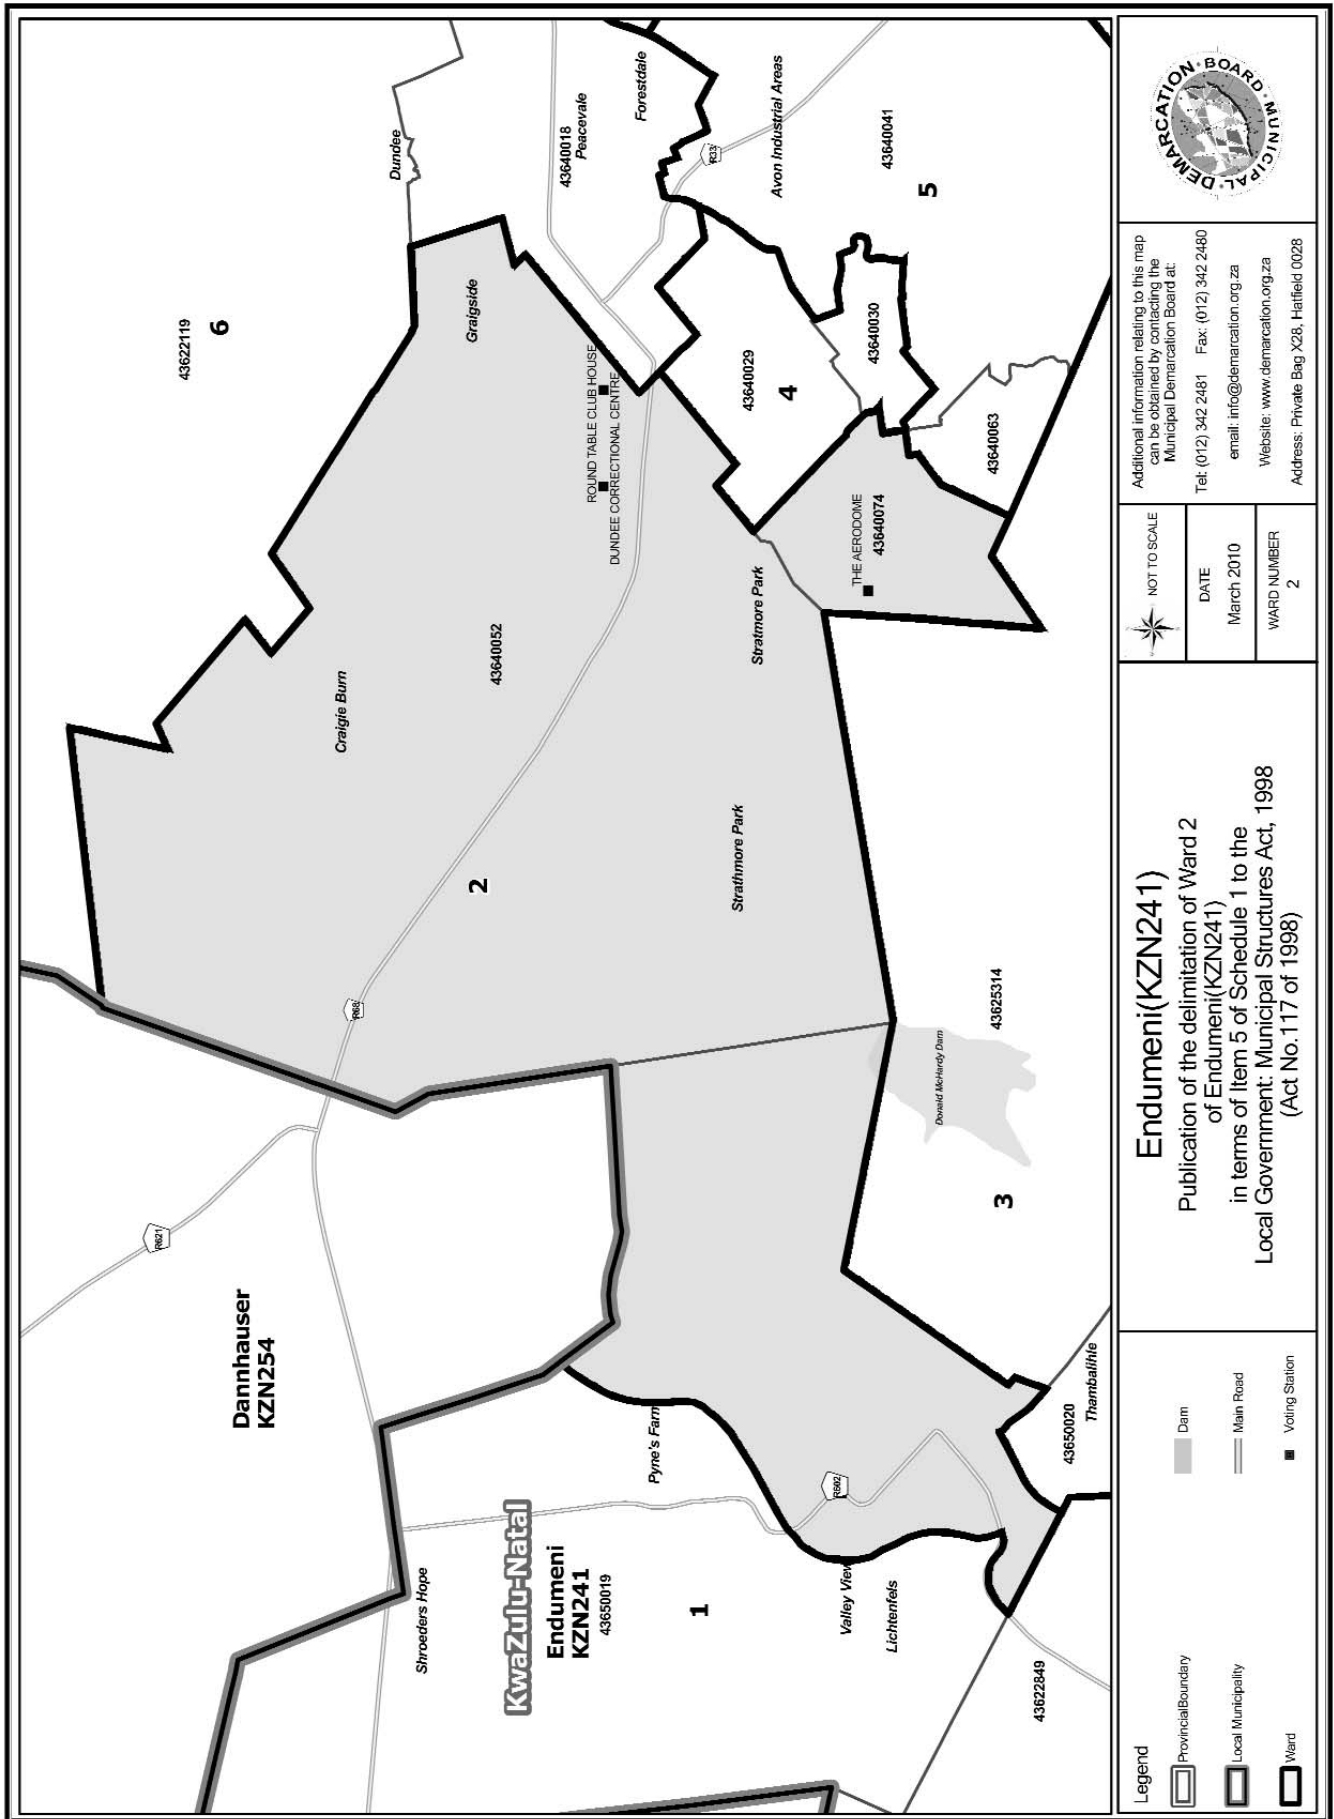 Dannhauser
KZN254
R621
R68
43622119
6
Dundee
Craigie Burn
Graigside
43640018
Peacevale
Forestdale
Shroeders Hope
KwaZulu-Natal
Endumeni
KZN241
43650019
1
Pyne's Farm
2
43640052
ROUND TABLE CLUB HOUSE
DUNDEE CORRECTIONAL CENTRE
R33
Avon Industrial Areas
43640041
5
43640029
4
43640030
Strathmore Park
Stratmore Park
THE AERODOME
43640074
43640063
R602
Valley View
Lichtenfels
Donald McHardy Dam
43625314
3
43622849
43650020
Thambalihle
Legend
ProvincialBoundary
Local Municipality
Ward
Dam
Main Road
Voting Station
Endumeni(KZN241)
Publication of the delimitation of Ward 2
of Endumeni(KZN241)
in terms of Item 5 of Schedule 1 to the
Local Government: Municipal Structures Act, 1998
(Act No.117 of 1998)
NOT TO SCALE
DATE
March 2010
WARD NUMBER
2
Additional information relating to this map
can be obtained by contacting the
Municipal Demarcation Board at:
Tel: (012) 342 2481 Fax: (012) 342 2480
email: info@demarcation.org.za
Website: www.demarcation.org.za
Address: Private Bag X28, Hatfield 0028
MUNICIPAL DEMARCATION BOARD